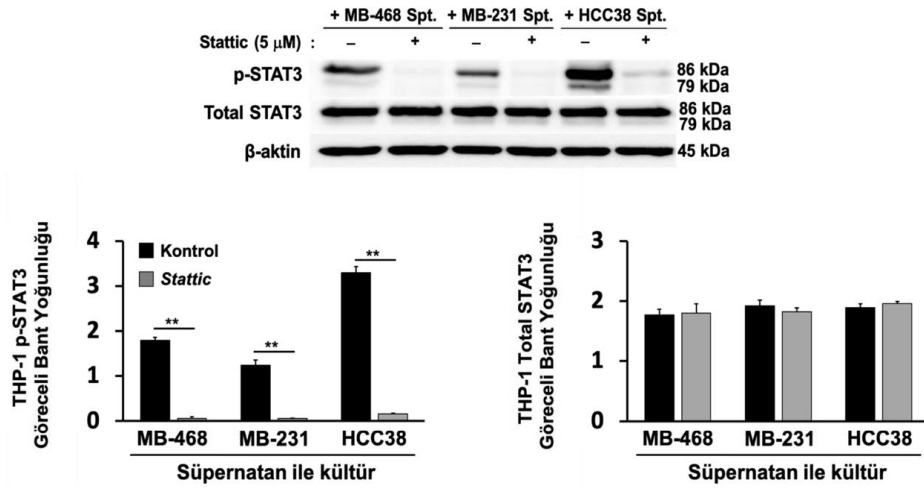 + MB-468 Spt. + MB-231 Spt. + HCC38 Spt.
Stattic (5 µM) : – + – + – +
p-STAT3 86 kDa
79 kDa
Total STAT3 86 kDa
79 kDa
β-aktin 45 kDa
THP-1 p-STAT3
Göreceli Bant Yoğunluğu
4
3
2
1
0
Kontrol
Stattic
** ** **
MB-468 MB-231 HCC38
Süpernatan ile kültür
THP-1 Total STAT3
Göreceli Bant Yoğunluğu
3
2
1
0
MB-468 MB-231 HCC38
Süpernatan ile kültür